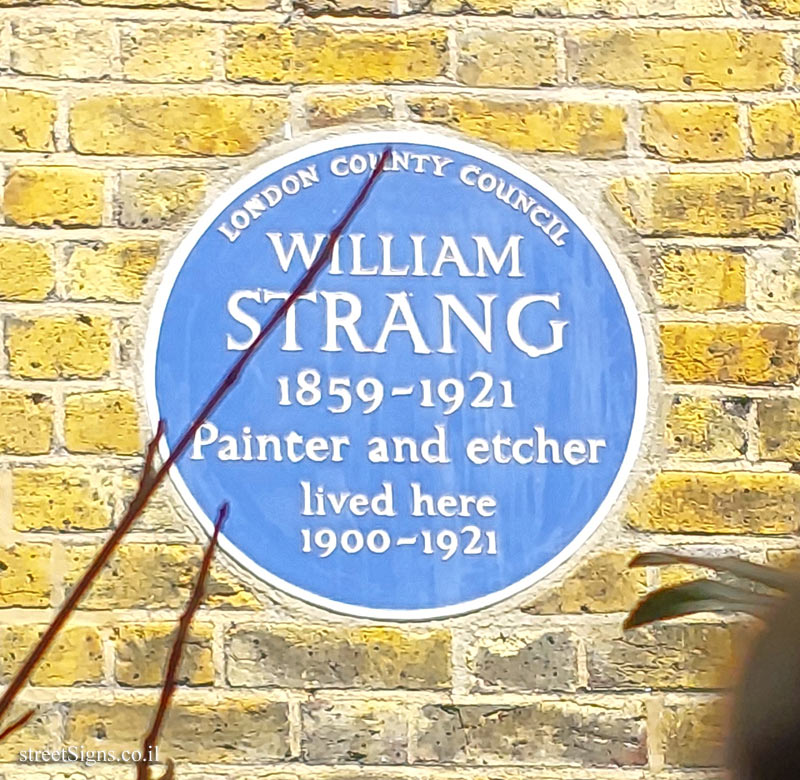 LONDON COUNTY COUNCIL
WILLIAM
STRANG
1859-1921
Painter and etcher
lived here
1900-1921
streetSigns.co.il